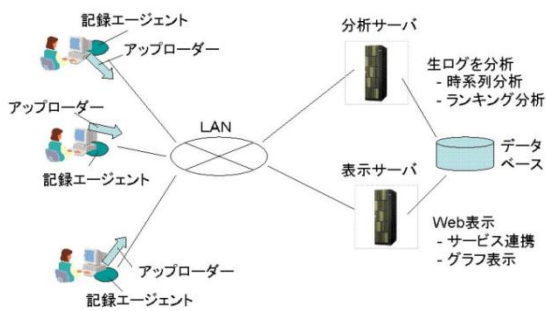 記録エージェント
アップローダー
アップローダー
記録エージェント
アップローダー
記録エージェント
LAN
分析サーバ
生ログを分析
- 時系列分析
- ランキング分析
データ
ベース
表示サーバ
Web表示
- サービス連携
- グラフ表示